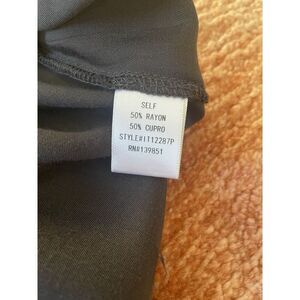 SELF
50% RAYON
50% CUPRO
STYLE#IT12287P
RN#139851